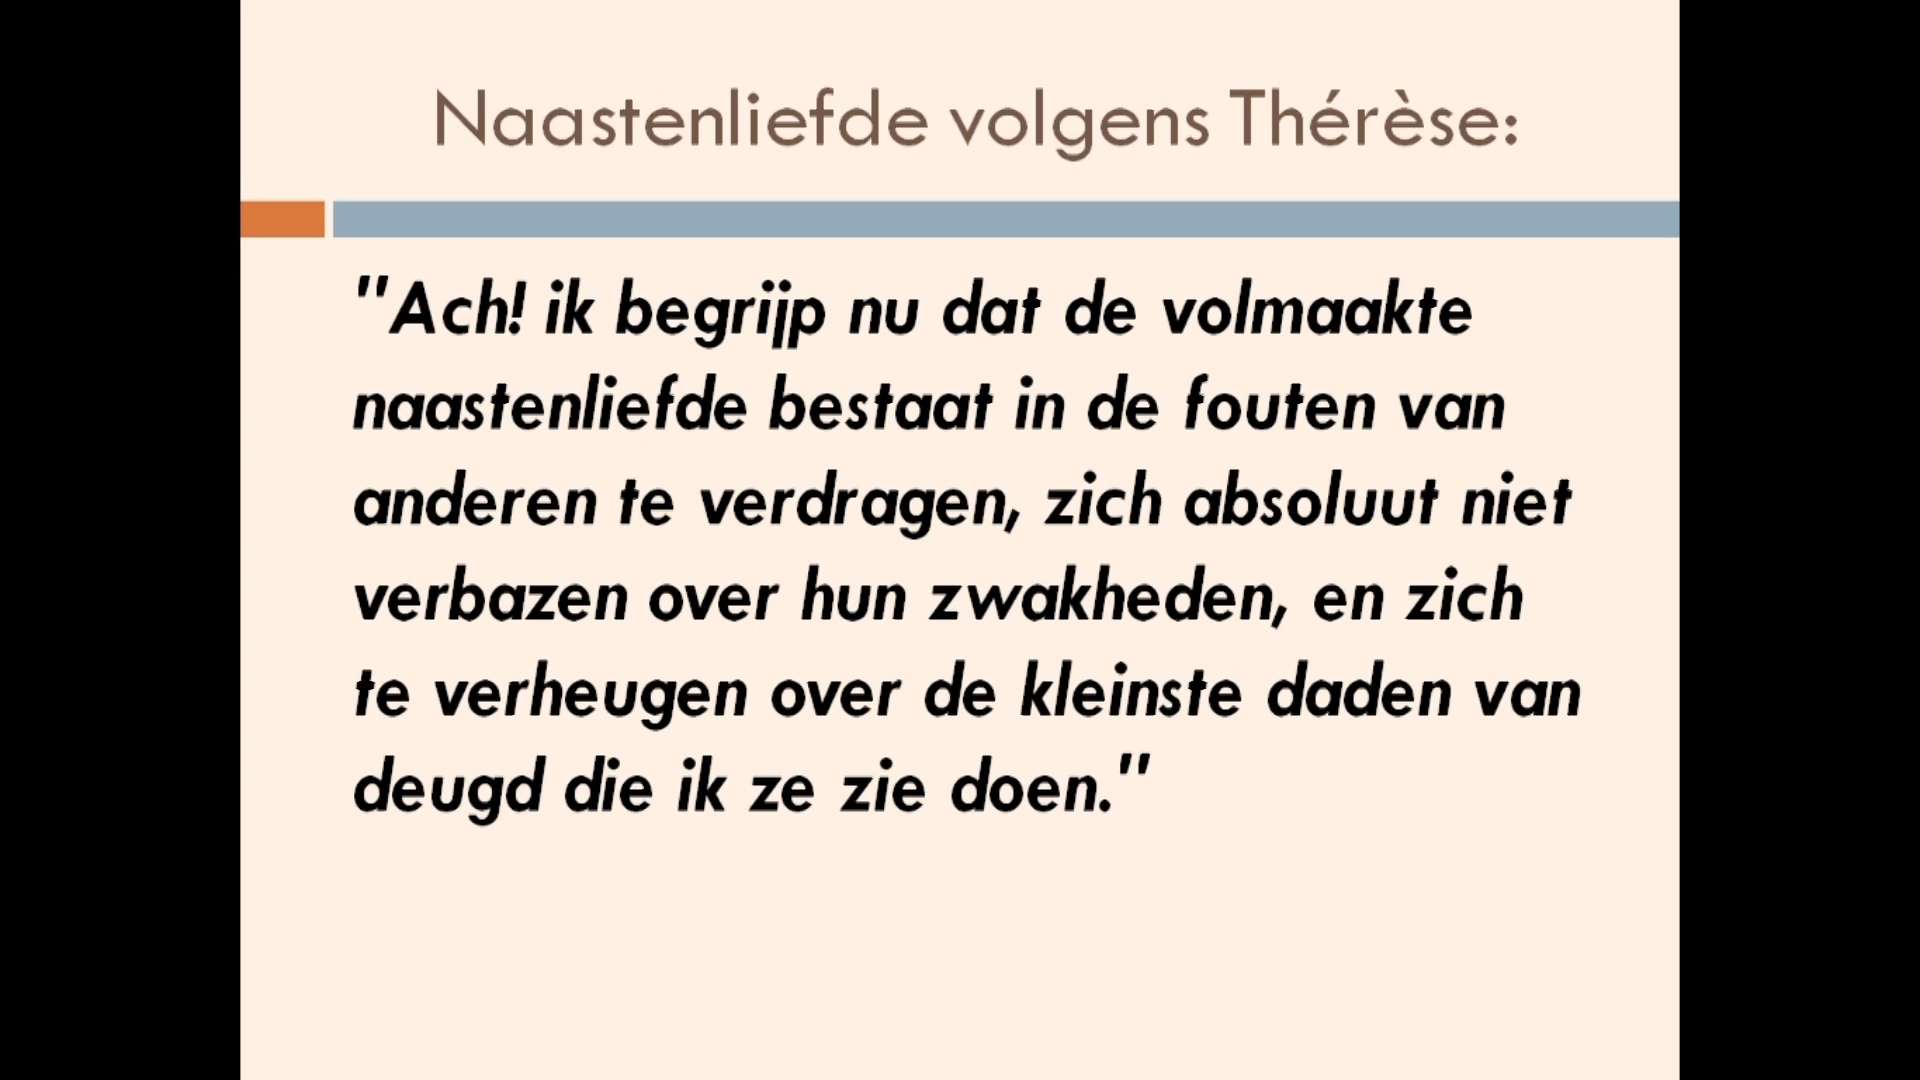 Naastenliefde volgens Thérèse:
"Ach! ik begrijp nu dat de volmaakte
naastenliefde bestaat in de fouten van
anderen te verdragen, zich absoluut niet
verbazen over hun zwakheden, en zich
te verheugen over de kleinste daden van
deugd die ik ze zie doen."